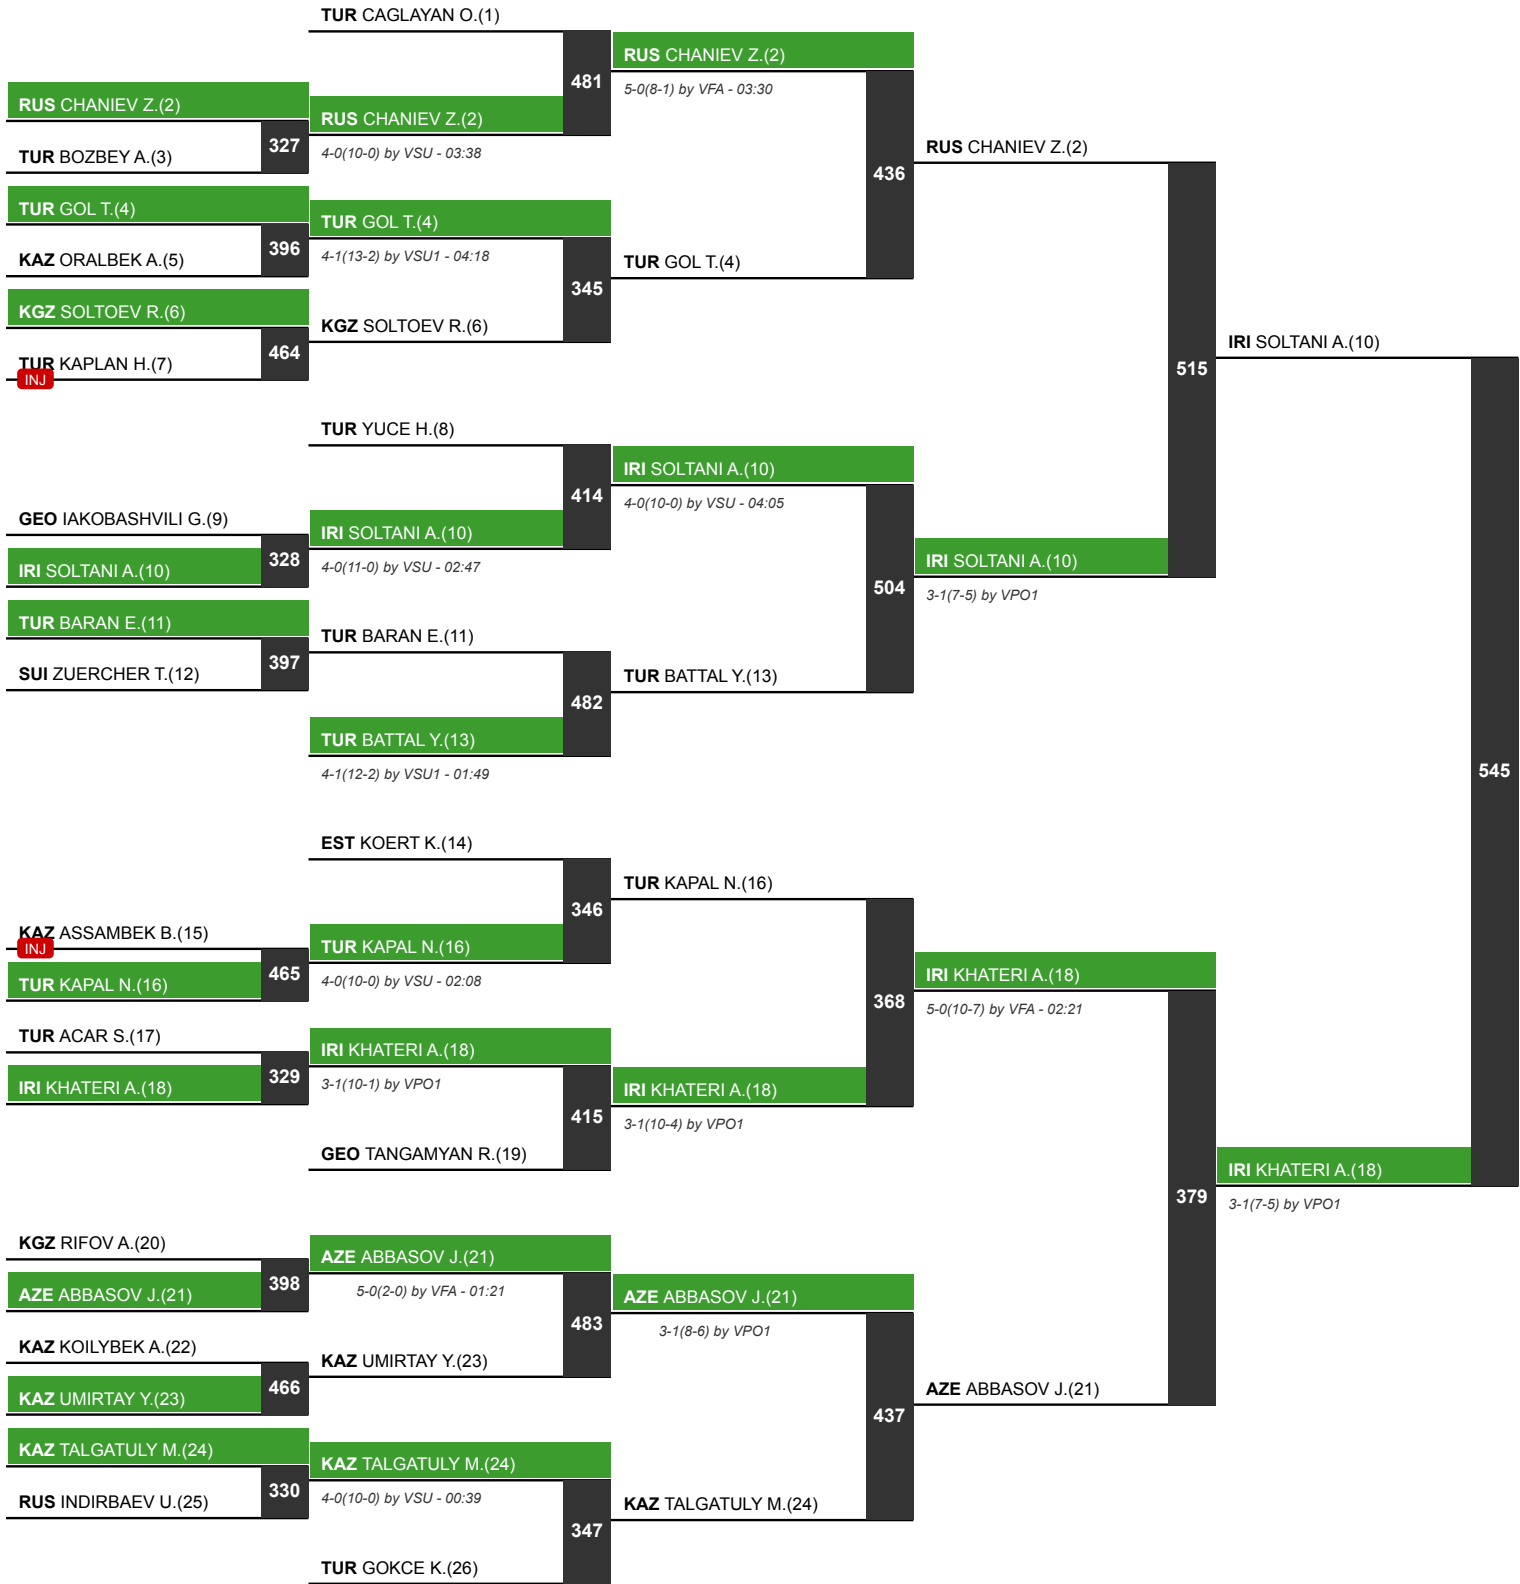 TUR CAGLAYAN O.(1)
RUS CHANIEV Z.(2)
481
5-0(8-1) by VFA - 03:30
RUS CHANIEV Z.(2)
RUS CHANIEV Z.(2)
327
4-0(10-0) by VSU - 03:38
TUR BOZBEY A.(3)
RUS CHANIEV Z.(2)
436
TUR GOL T.(4)
TUR GOL T.(4)
396
4-1(13-2) by VSU1 - 04:18
KAZ ORALBEK A.(5)
TUR GOL T.(4)
345
KGZ SOLTOEV R.(6)
KGZ SOLTOEV R.(6)
464
TUR KAPLAN H.(7)
INJ
IRI SOLTANI A.(10)
515
TUR YUCE H.(8)
IRI SOLTANI A.(10)
414
4-0(10-0) by VSU - 04:05
GEO IAKOBASHVILI G.(9)
IRI SOLTANI A.(10)
328
4-0(11-0) by VSU - 02:47
IRI SOLTANI A.(10)
IRI SOLTANI A.(10)
504
3-1(7-5) by VPO1
TUR BARAN E.(11)
TUR BARAN E.(11)
397
SUI ZUERCHER T.(12)
TUR BATTAL Y.(13)
482
TUR BATTAL Y.(13)
4-1(12-2) by VSU1 - 01:49
545
EST KOERT K.(14)
TUR KAPAL N.(16)
346
KAZ ASSAMBEK B.(15)
INJ
TUR KAPAL N.(16)
465
4-0(10-0) by VSU - 02:08
TUR KAPAL N.(16)
IRI KHATERI A.(18)
368
5-0(10-7) by VFA - 02:21
TUR ACAR S.(17)
IRI KHATERI A.(18)
329
3-1(10-1) by VPO1
IRI KHATERI A.(18)
IRI KHATERI A.(18)
415
3-1(10-4) by VPO1
GEO TANGAMYAN R.(19)
IRI KHATERI A.(18)
379
3-1(7-5) by VPO1
KGZ RIFOV A.(20)
AZE ABBASOV J.(21)
398
5-0(2-0) by VFA - 01:21
AZE ABBASOV J.(21)
AZE ABBASOV J.(21)
483
3-1(8-6) by VPO1
KAZ KOILYBEK A.(22)
KAZ UMIRTAY Y.(23)
466
KAZ UMIRTAY Y.(23)
AZE ABBASOV J.(21)
437
KAZ TALGATULY M.(24)
KAZ TALGATULY M.(24)
330
4-0(10-0) by VSU - 00:39
RUS INDIRBAEV U.(25)
KAZ TALGATULY M.(24)
347
TUR GOKCE K.(26)